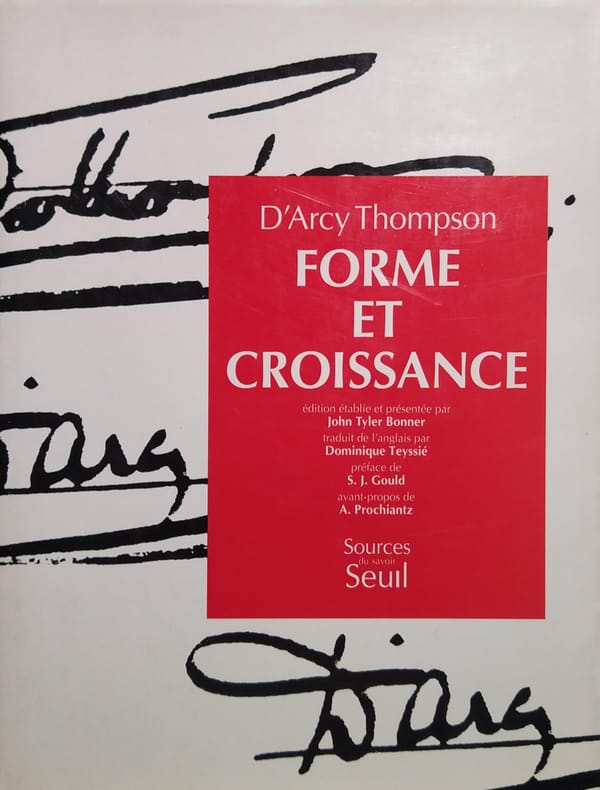 D'Arcy Thompson
FORME
ET
CROISSANCE
édition établie et présentée par
John Tyler Bonner
traduit de l'anglais par
Dominique Teyssié
préface de
S. J. Gould
avant-propos de
A. Prochiantz
Sources
du savoir
Seuil
D'Arcy